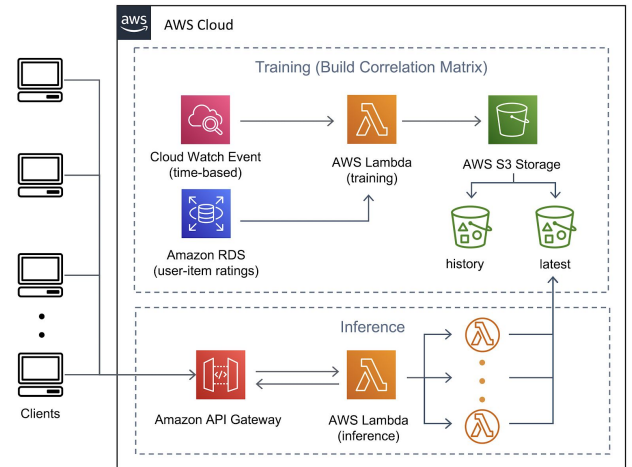 aws
AWS Cloud
Training (Build Correlation Matrix)
Cloud Watch Event
(time-based)
AWS Lambda
(training)
AWS S3 Storage
Amazon RDS
(user-item ratings)
history
latest
Inference
Clients
Amazon API Gateway
AWS Lambda
(inference)